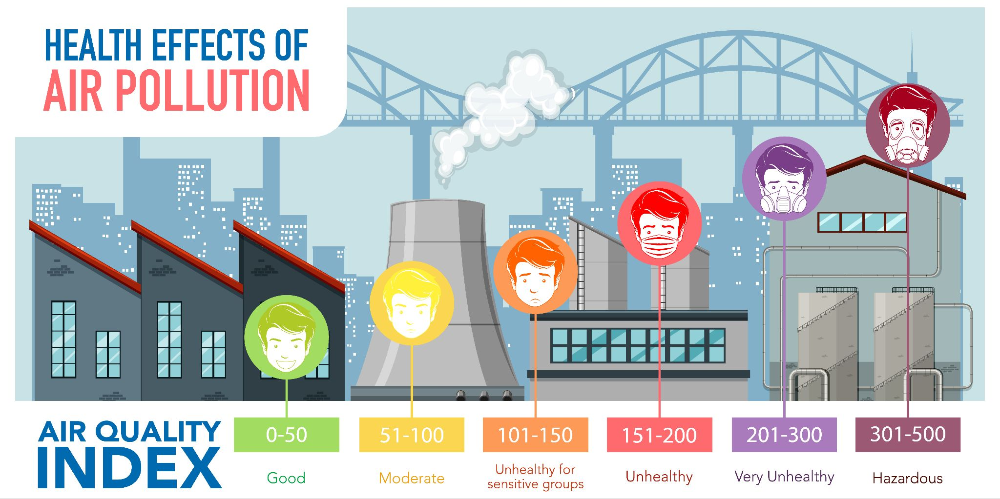 HEALTH EFFECTS OF
AIR POLLUTION
AIR QUALITY
INDEX
0-50
51-100
101-150
151-200
201-300
301-500
Good
Moderate
Unhealthy for
sensitive groups
Unhealthy
Very Unhealthy
Hazardous